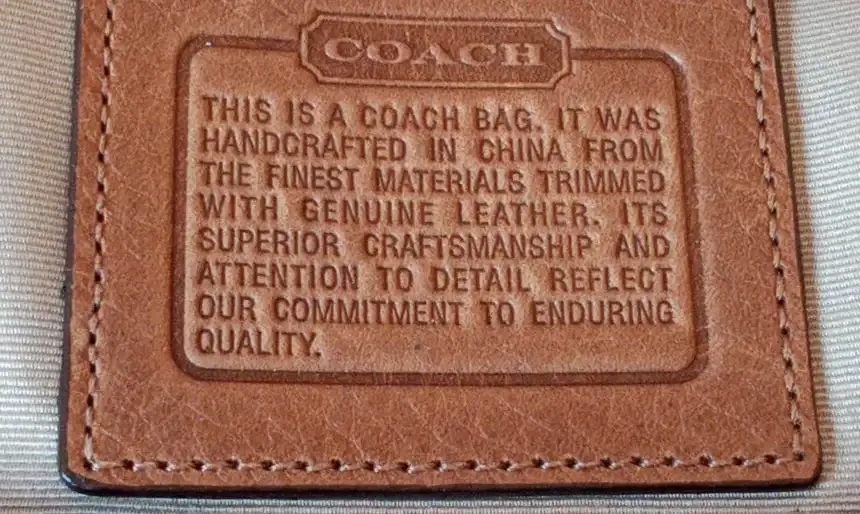 COACH
THIS IS A COACH BAG. IT WAS
HANDCRAFTED IN CHINA FROM
THE FINEST MATERIALS TRIMMED
WITH GENUINE LEATHER. ITS
SUPERIOR CRAFTSMANSHIP AND
ATTENTION TO DETAIL REFLECT
OUR COMMITMENT TO ENDURING
QUALITY.